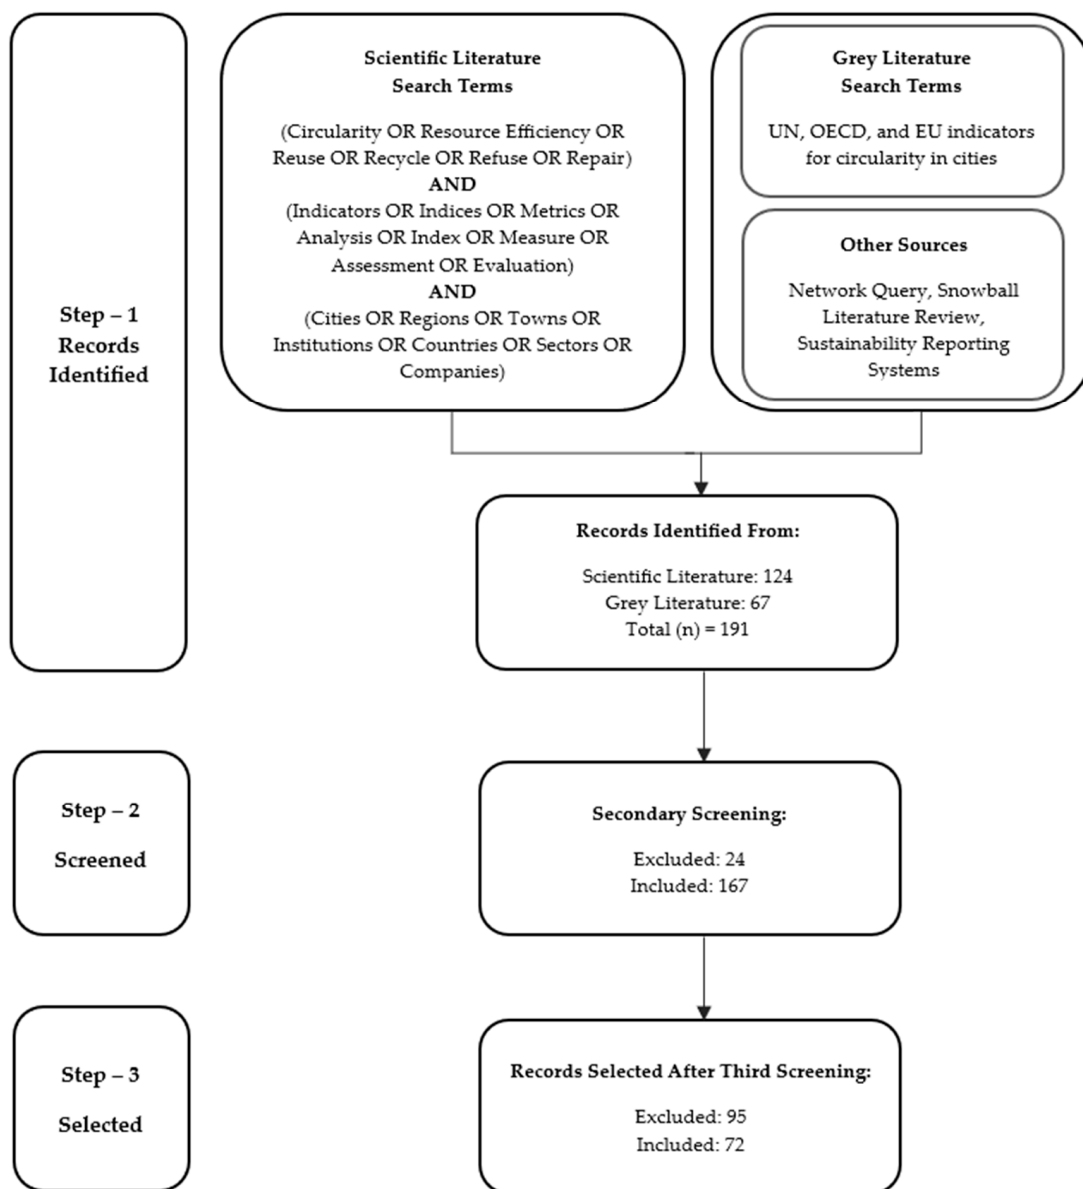 Step – 1
Records
Identified
Scientific Literature
Search Terms
(Circularity OR Resource Efficiency OR
Reuse OR Recycle OR Refuse OR Repair)
AND
(Indicators OR Indices OR Metrics OR
Analysis OR Index OR Measure OR
Assessment OR Evaluation)
AND
(Cities OR Regions OR Towns OR
Institutions OR Countries OR Sectors OR
Companies)
Grey Literature
Search Terms
UN, OECD, and EU indicators
for circularity in cities
Other Sources
Network Query, Snowball
Literature Review,
Sustainability Reporting
Systems
Records Identified From:
Scientific Literature: 124
Grey Literature: 67
Total (n) = 191
Step – 2
Screened
Secondary Screening:
Excluded: 24
Included: 167
Step – 3
Selected
Records Selected After Third Screening:
Excluded: 95
Included: 72